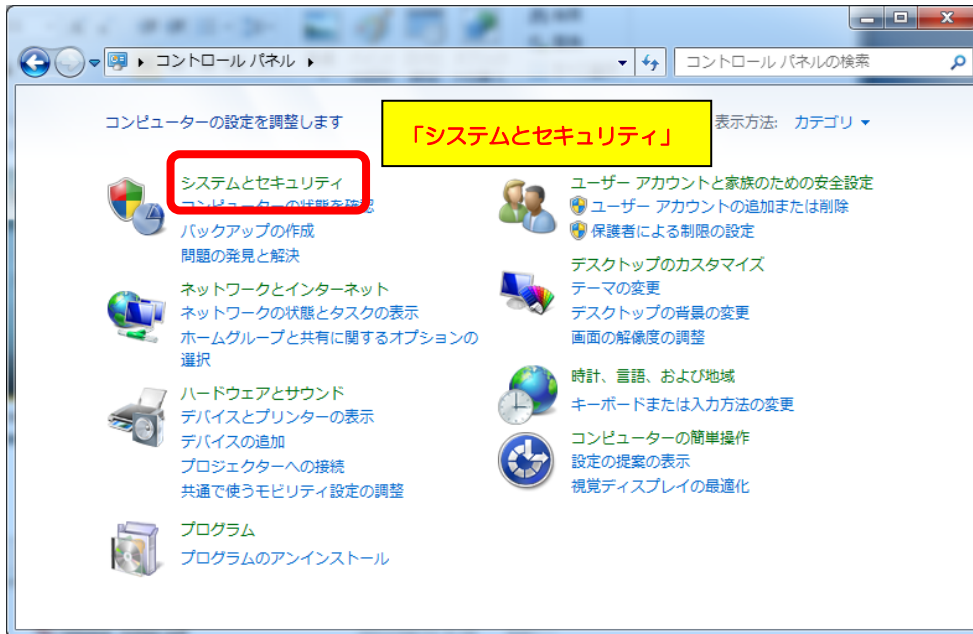 コントロール パネル
コントロール パネルの検索
コンピューターの設定を調整します
「システムとセキュリティ」
表示方法: カテゴリ
システムとセキュリティ
コンピューターの状態を確認
バックアップの作成
問題の発見と解決
ネットワークとインターネット
ネットワークの状態とタスクの表示
ホームグループと共有に関するオプションの
選択
ハードウェアとサウンド
デバイスとプリンターの表示
デバイスの追加
プロジェクターへの接続
共通で使うモビリティ設定の調整
プログラム
プログラムのアンインストール
ユーザー アカウントと家族のための安全設定
ユーザー アカウントの追加または削除
保護者による制限の設定
デスクトップのカスタマイズ
テーマの変更
デスクトップの背景の変更
画面の解像度の調整
時計、言語、および地域
キーボードまたは入力方法の変更
コンピューターの簡単操作
設定の提案の表示
視覚ディスプレイの最適化